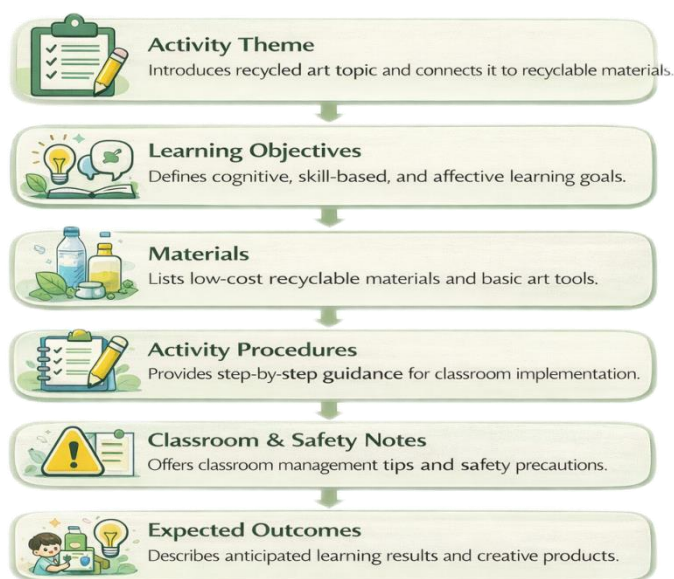 Activity Theme
Introduces recycled art topic and connects it to recyclable materials.
Learning Objectives
Defines cognitive, skill-based, and affective learning goals.
Materials
Lists low-cost recyclable materials and basic art tools.
Activity Procedures
Provides step-by-step guidance for classroom implementation.
Classroom & Safety Notes
Offers classroom management tips and safety precautions.
Expected Outcomes
Describes anticipated learning results and creative products.